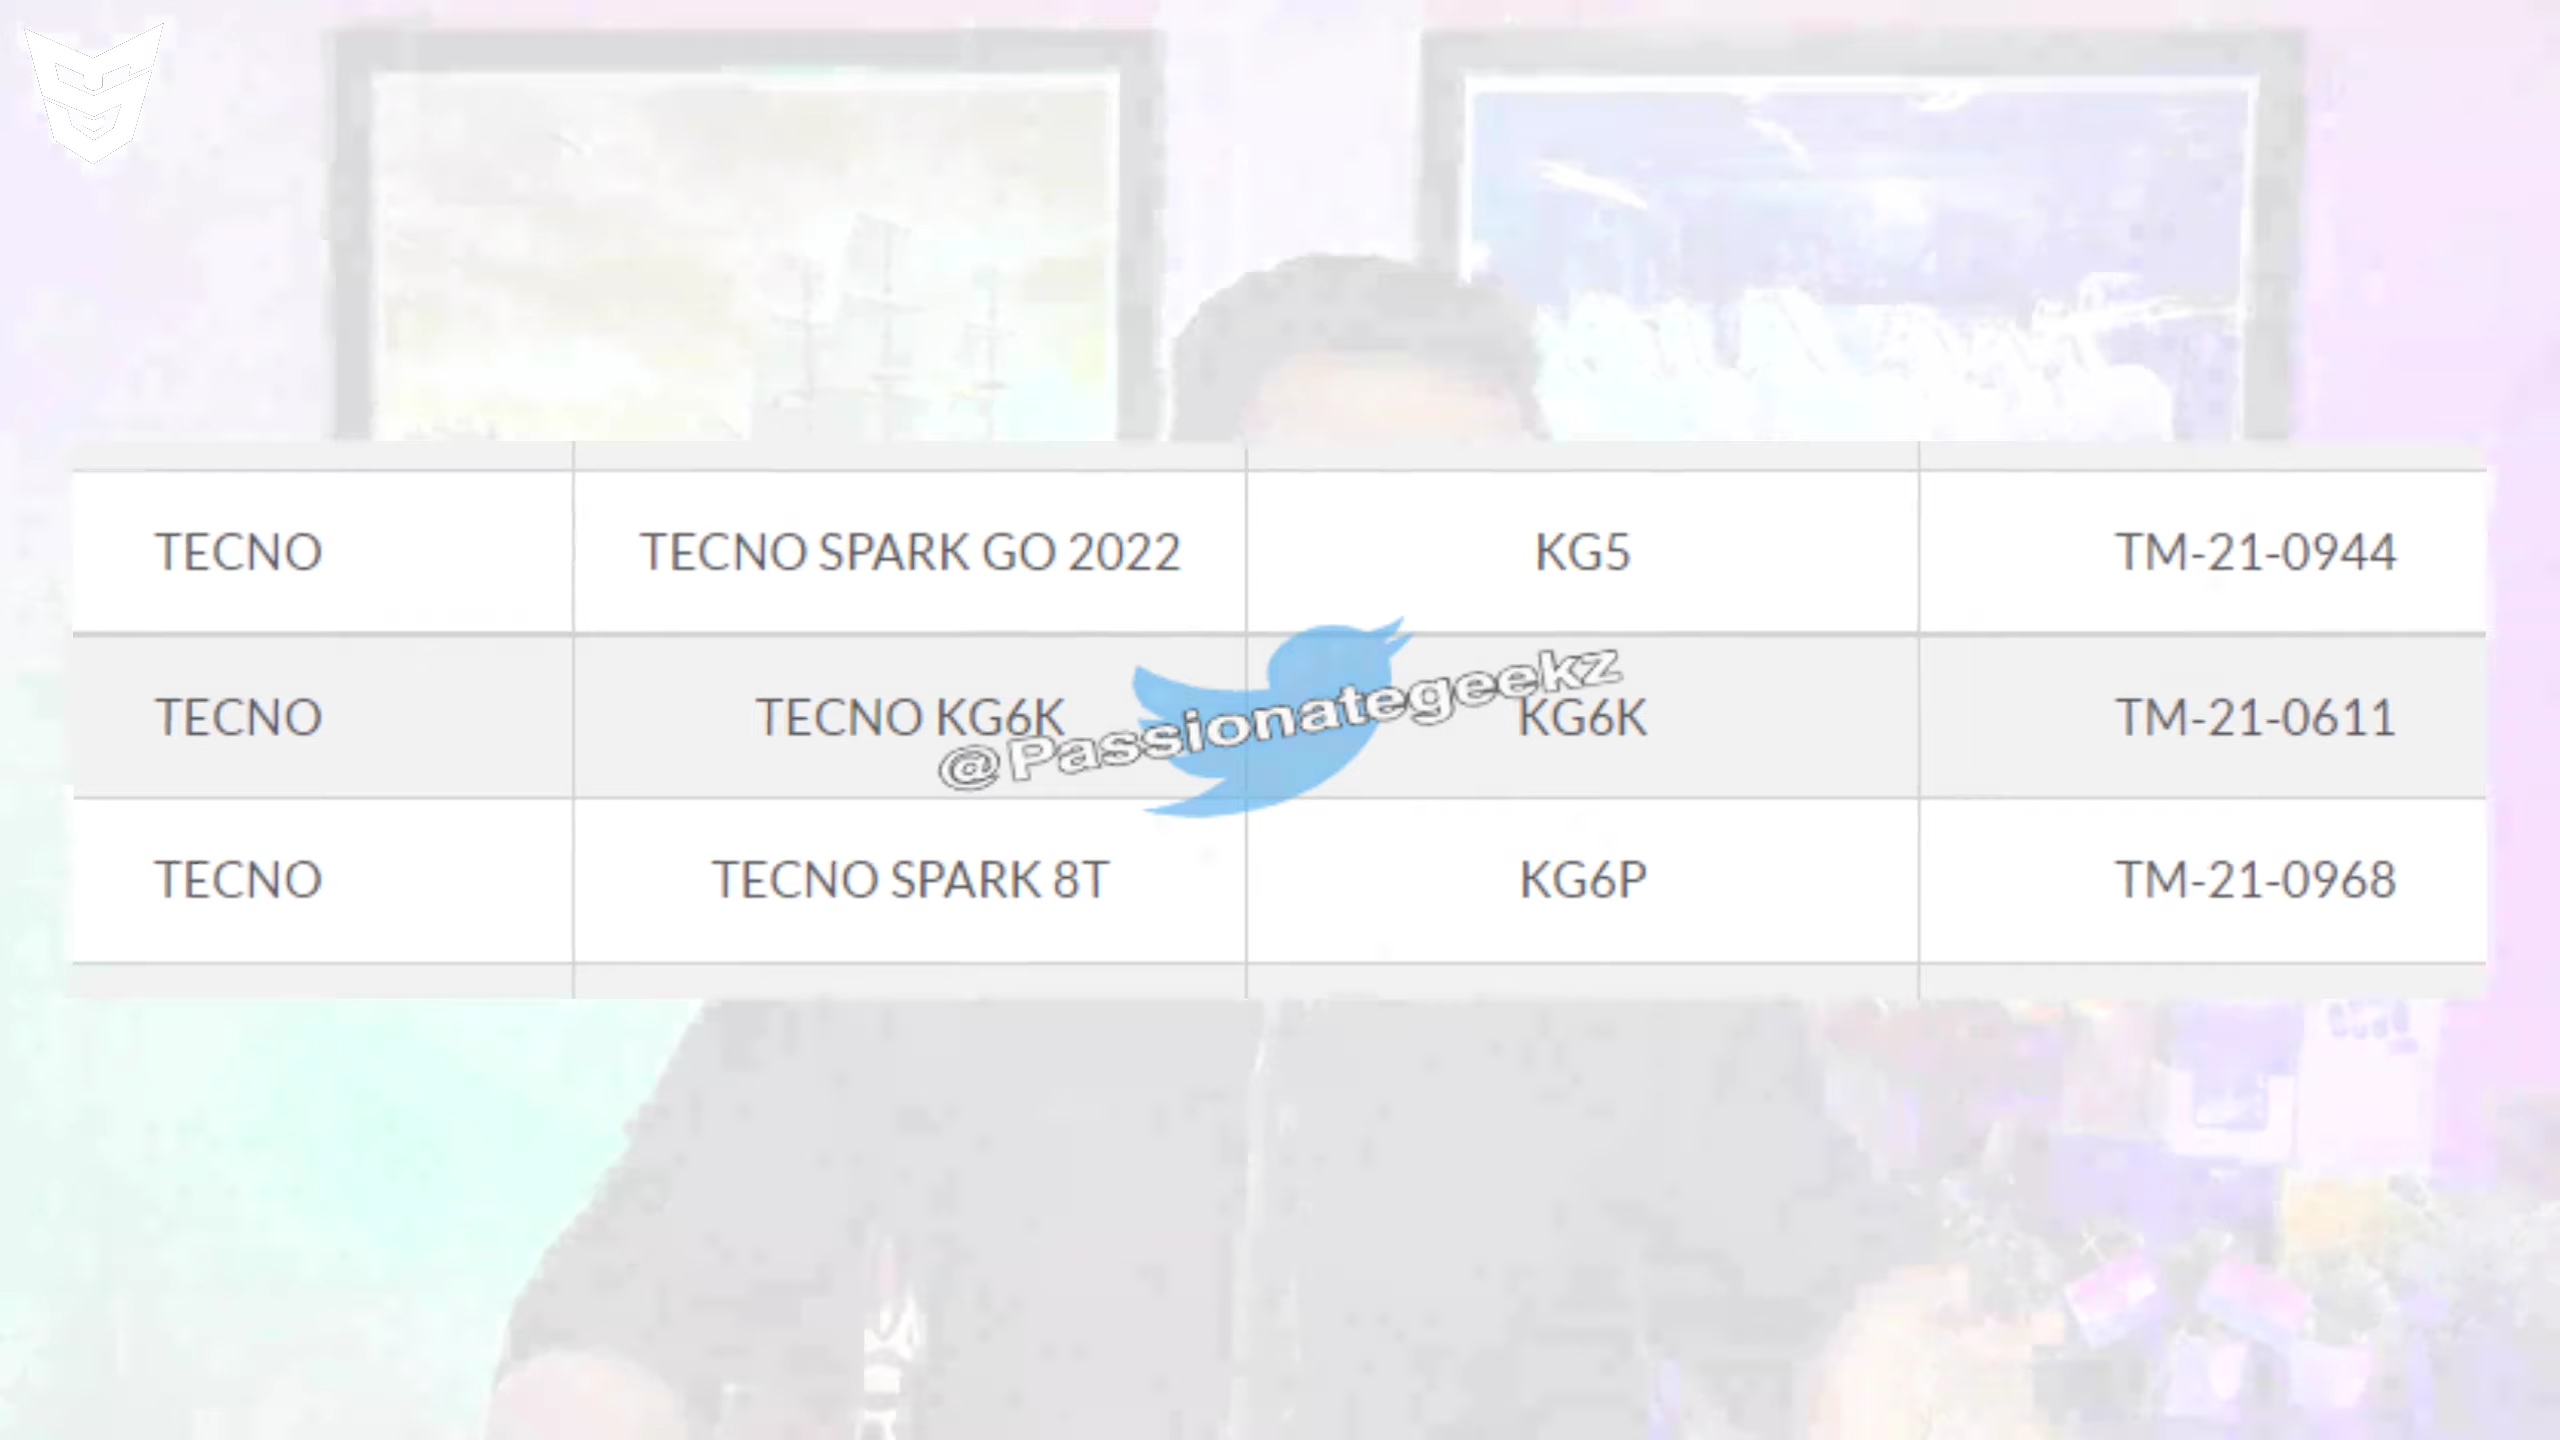 TECNO TECNO SPARK GO 2022 KG5 TM-21-0944
TECNO TECNO KG6K KG6K TM-21-0611
@Passionategeekz
TECNO TECNO SPARK 8T KG6P TM-21-0968